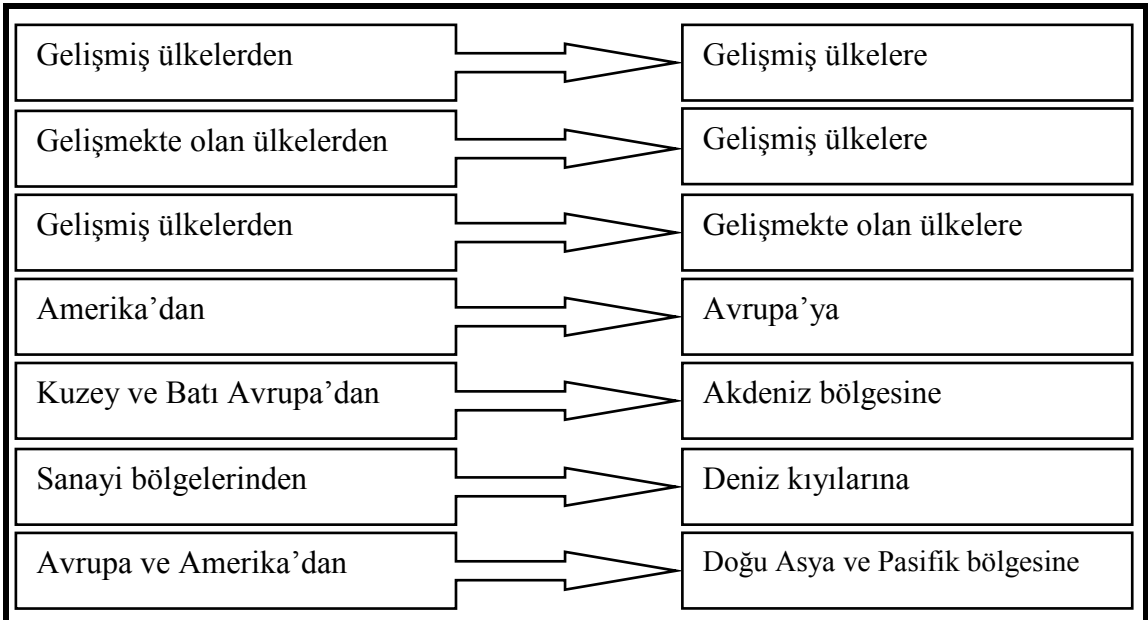 Gelişmiş ülkelerden
Gelişmiş ülkelere
Gelişmekte olan ülkelerden
Gelişmiş ülkelere
Gelişmiş ülkelerden
Gelişmekte olan ülkelere
Amerika’dan
Avrupa’ya
Kuzey ve Batı Avrupa’dan
Akdeniz bölgesine
Sanayi bölgelerinden
Deniz kıyılarına
Avrupa ve Amerika’dan
Doğu Asya ve Pasifik bölgesine